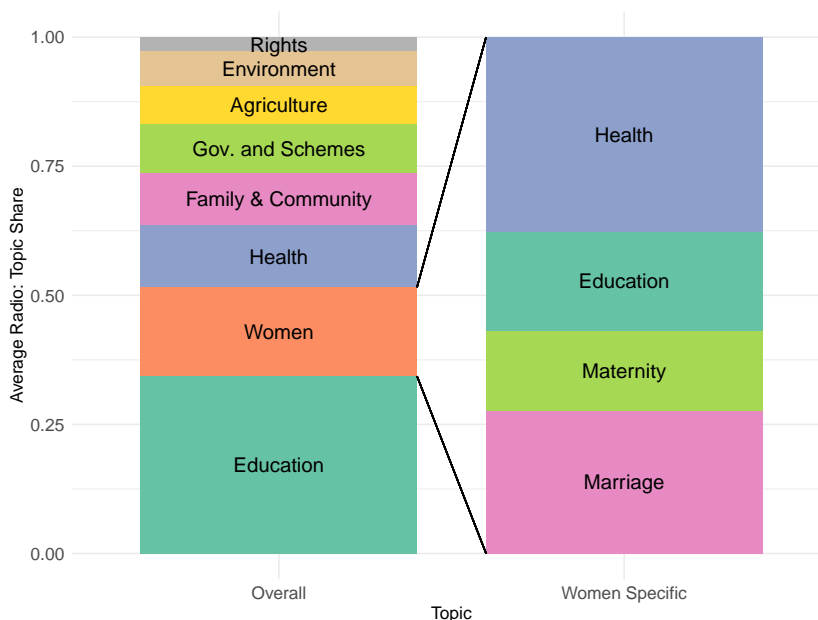 1.00
0.75
0.50
0.25
0.00
Average Radio: Topic Share
Rights
Environment
Agriculture
Gov. and Schemes
Family & Community
Health
Women
Education
Health
Education
Maternity
Marriage
Overall
Women Specific
Topic